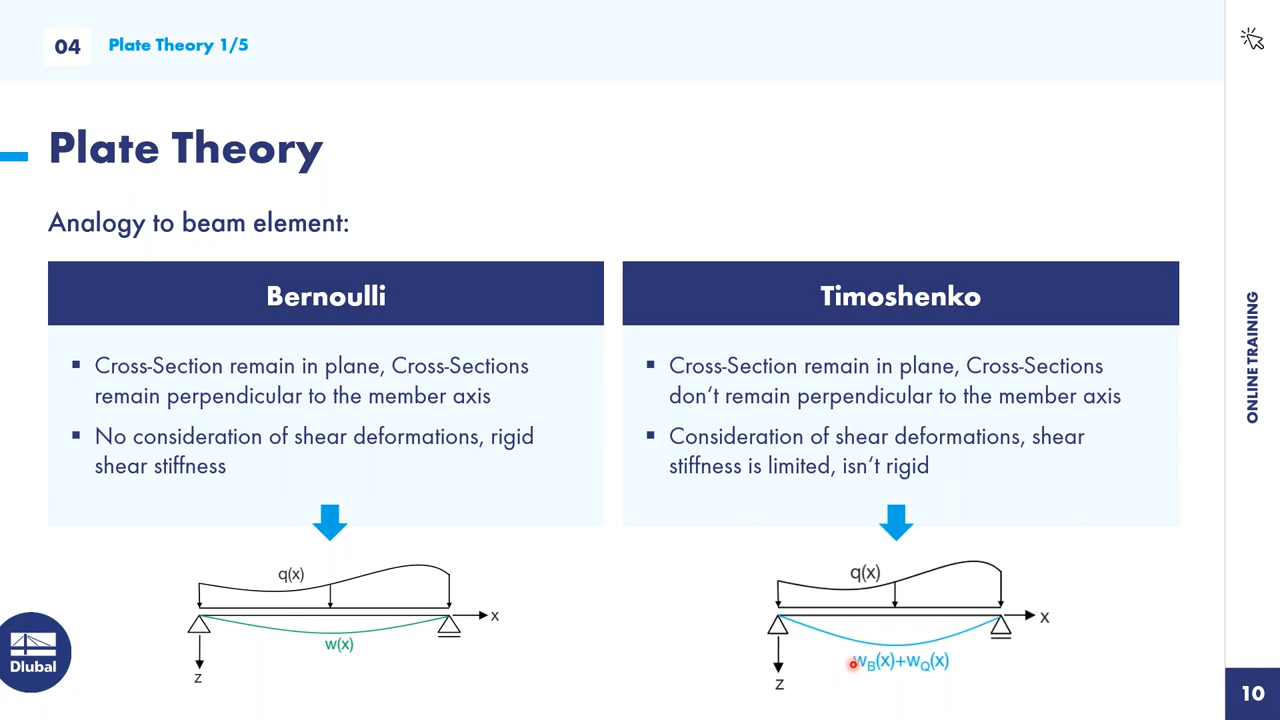 04
Plate Theory 1/5
Plate Theory
Analogy to beam element:
Bernoulli
▪ Cross-Section remain in plane, Cross-Sections
remain perpendicular to the member axis
▪ No consideration of shear deformations, rigid
shear stiffness
q(x)
x
w(x)
z
Timoshenko
▪ Cross-Section remain in plane, Cross-Sections
don‘t remain perpendicular to the member axis
▪ Consideration of shear deformations, shear
stiffness is limited, isn‘t rigid
q(x)
x
w_B(x)+w_Q(x)
z
Dlubal
ONLINE TRAINING
10